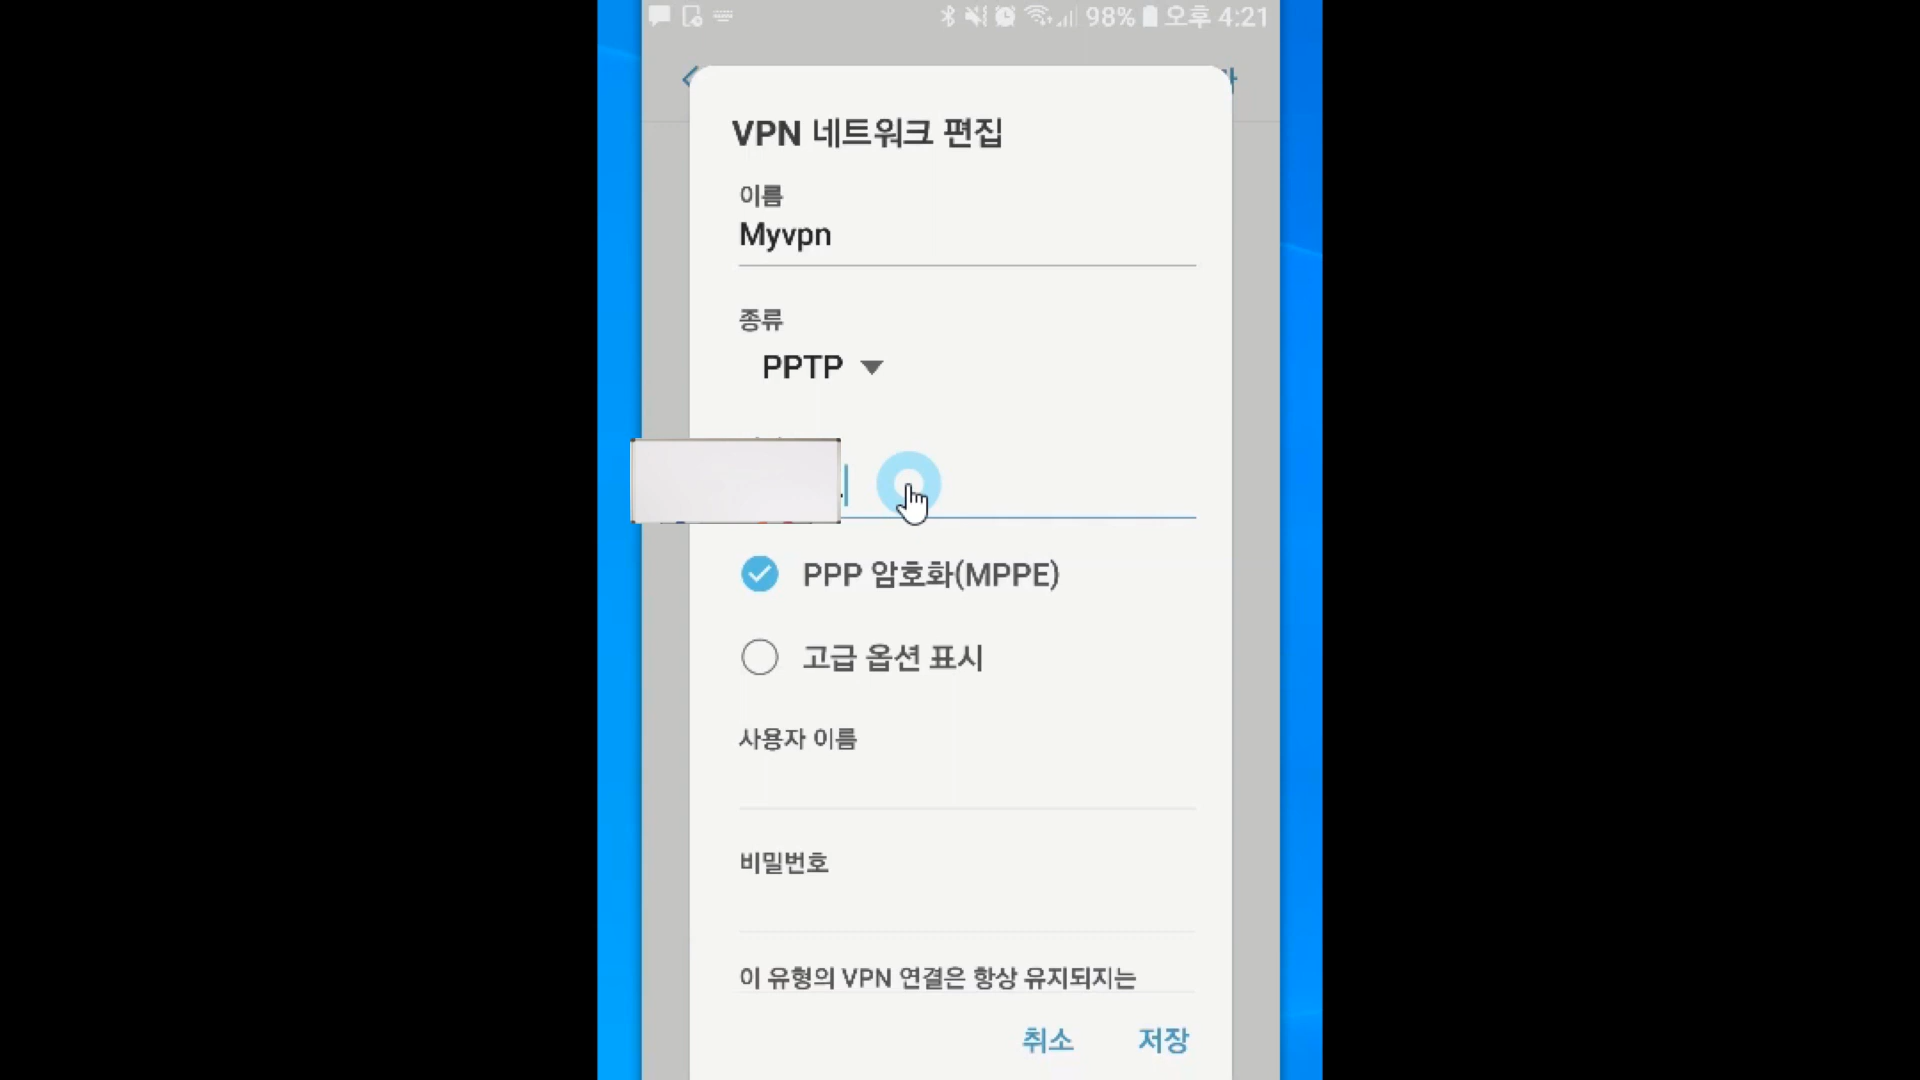 98% 오후 4:21
VPN 네트워크 편집
이름
Myvpn
종류
PPTP
PPP 암호화(MPPE)
고급 옵션 표시
사용자 이름
비밀번호
이 유형의 VPN 연결은 항상 유지되지는
취소 저장